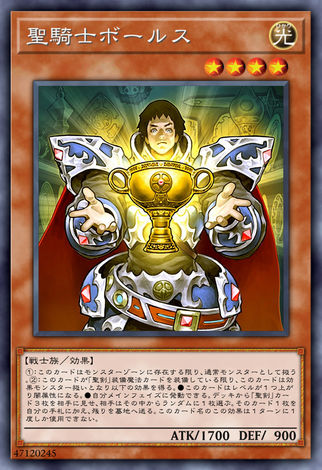 聖騎士ボールス
光
【戦士族/効果】
①:このカードはモンスターゾーンに存在する限り、通常モンスターとして扱
う。②:このカードが「聖剣」装備魔法カードを装備している限り、このカードは効
果モンスター扱いとなり以下の効果を得る。●このカードはレベルが1つ上が
り闇属性になる。●自分メインフェイズに発動できる。デッキから「聖剣」カー
ド3枚を相手に見せ、相手はその中からランダムに1枚選ぶ。そのカード1枚を
自分の手札に加え、残りを墓地へ送る。このカード名のこの効果は1ターンに1
度しか使用できない。
ATK/1700 DEF/ 900
47120245